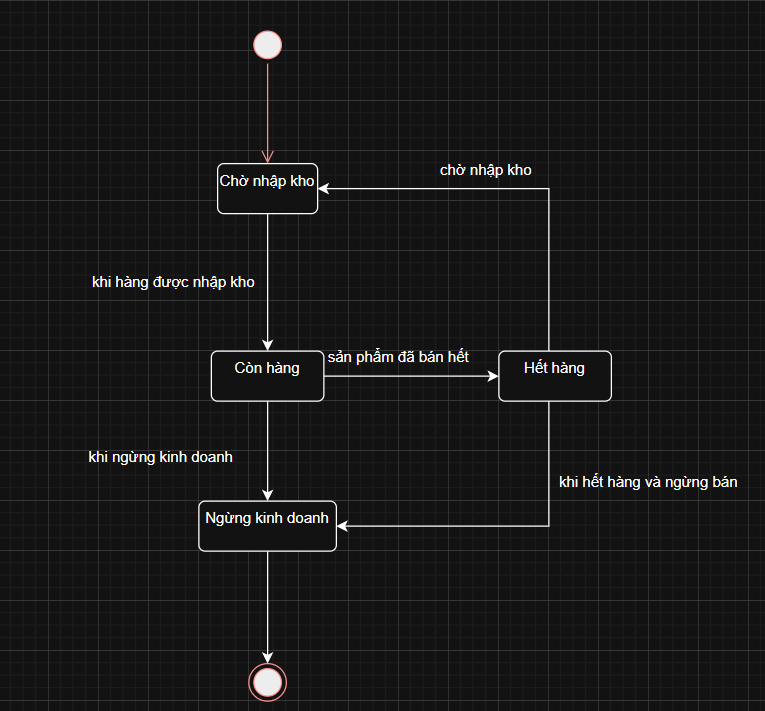 chờ nhập kho
Chờ nhập kho
khi hàng được nhập kho
sản phẩm đã bán hết
Còn hàng
Hết hàng
khi ngừng kinh doanh
khi hết hàng và ngừng bán
Ngừng kinh doanh